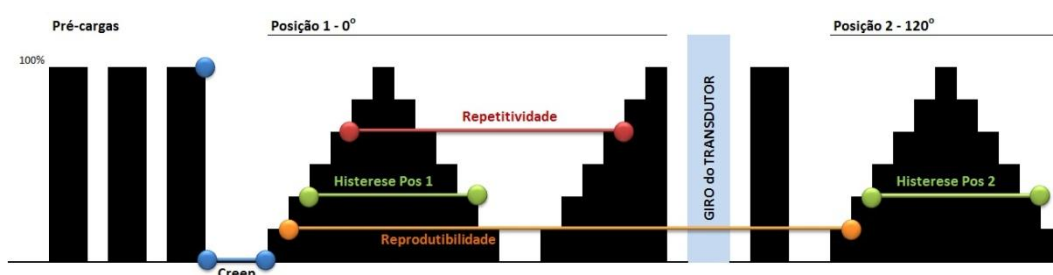 Pré-cargas
Posição 1 - 0°
Posição 2 - 120°
100%
Repetitividade
GIRO do TRANSDUTOR
Histerese Pos 1
Histerese Pos 2
Reprodutibilidade
Creep